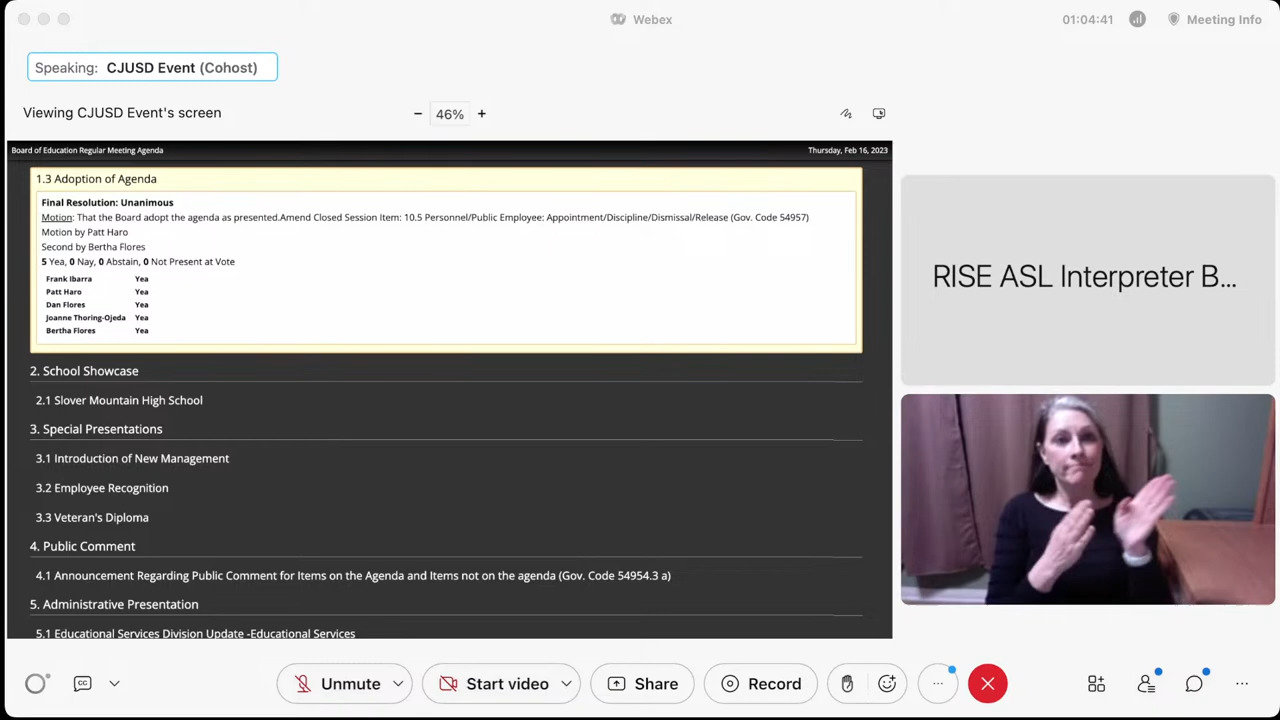 Webex
01:04:41
Meeting Info
Speaking: CJUSD Event (Cohost)
Viewing CJUSD Event's screen
46%
Board of Education Regular Meeting Agenda
Thursday, Feb 16, 2023
1.3 Adoption of Agenda
Final Resolution: Unanimous
Motion: That the Board adopt the agenda as presented.Amend Closed Session Item: 10.5 Personnel/Public Employee: Appointment/Discipline/Dismissal/Release (Gov. Code 54957)
Motion by Patt Haro
Second by Bertha Flores
5 Yea, 0 Nay, 0 Abstain, 0 Not Present at Vote
Frank Ibarra Yea
Patt Haro Yea
Dan Flores Yea
Joanne Thoring-Ojeda Yea
Bertha Flores Yea
2. School Showcase
2.1 Slover Mountain High School
3. Special Presentations
3.1 Introduction of New Management
3.2 Employee Recognition
3.3 Veteran's Diploma
4. Public Comment
4.1 Announcement Regarding Public Comment for Items on the Agenda and Items not on the agenda (Gov. Code 54954.3 a)
5. Administrative Presentation
5.1 Educational Services Division Update -Educational Services
RISE ASL Interpreter B...
CC
Unmute
Start video
Share
Record